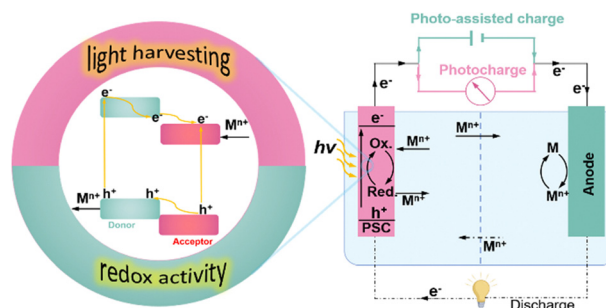 light harvesting
e⁻
e⁻
e⁻
Mⁿ⁺
Mⁿ⁺
h⁺
h⁺
h⁺
Donor
Acceptor
redox activity
Photo-assisted charge
e⁻
e⁻
Photocharge
hν
e⁻
Ox.
Red.
h⁺
PSC
Mⁿ⁺
Mⁿ⁺
Mⁿ⁺
Mⁿ⁺
M
Mⁿ⁺
Anode
e⁻
Discharge